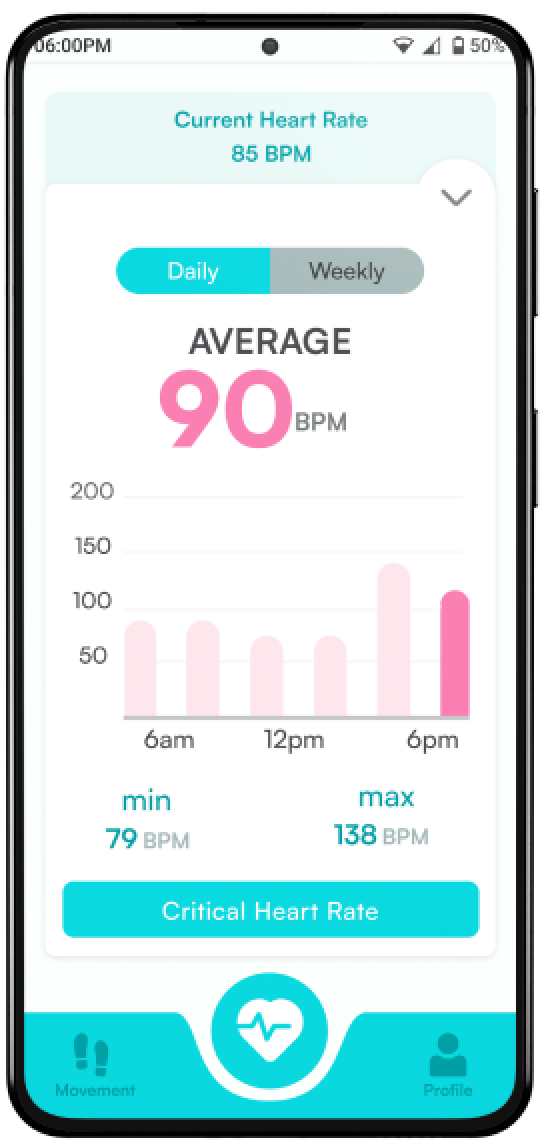 06:00PM 50%
Current Heart Rate
85 BPM
Daily Weekly
AVERAGE
90 BPM
200
150
100
50
6am 12pm 6pm
min max
79 BPM 138 BPM
Critical Heart Rate
Movement Profile